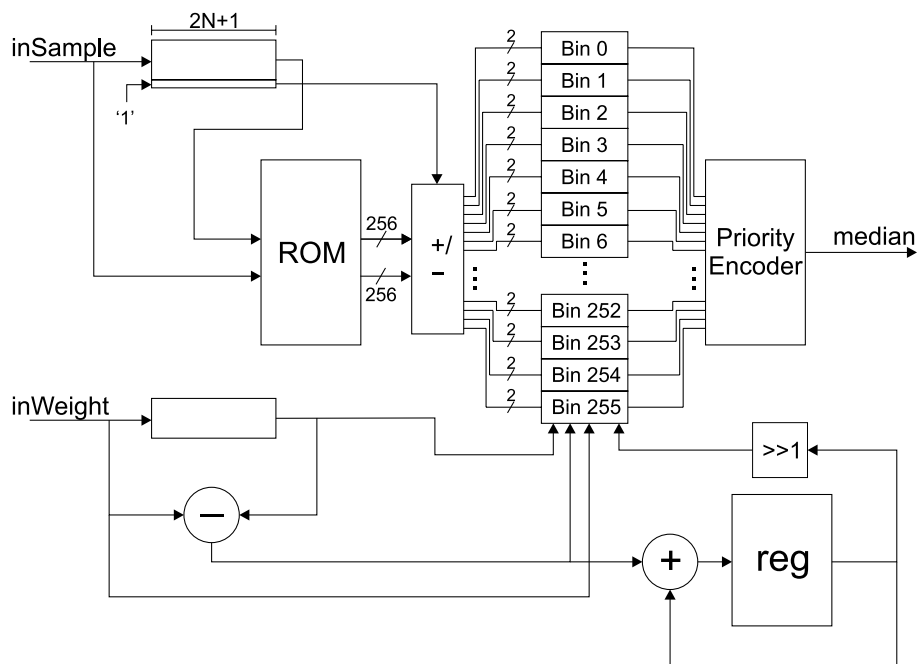 2N+1
inSample
'1'
ROM
256
256
+/
–
2
Bin 0
2
Bin 1
2
Bin 2
2
Bin 3
2
Bin 4
2
Bin 5
2
Bin 6
2
Bin 252
2
Bin 253
2
Bin 254
2
Bin 255
Priority
Encoder
median
inWeight
–
>>1
+
reg